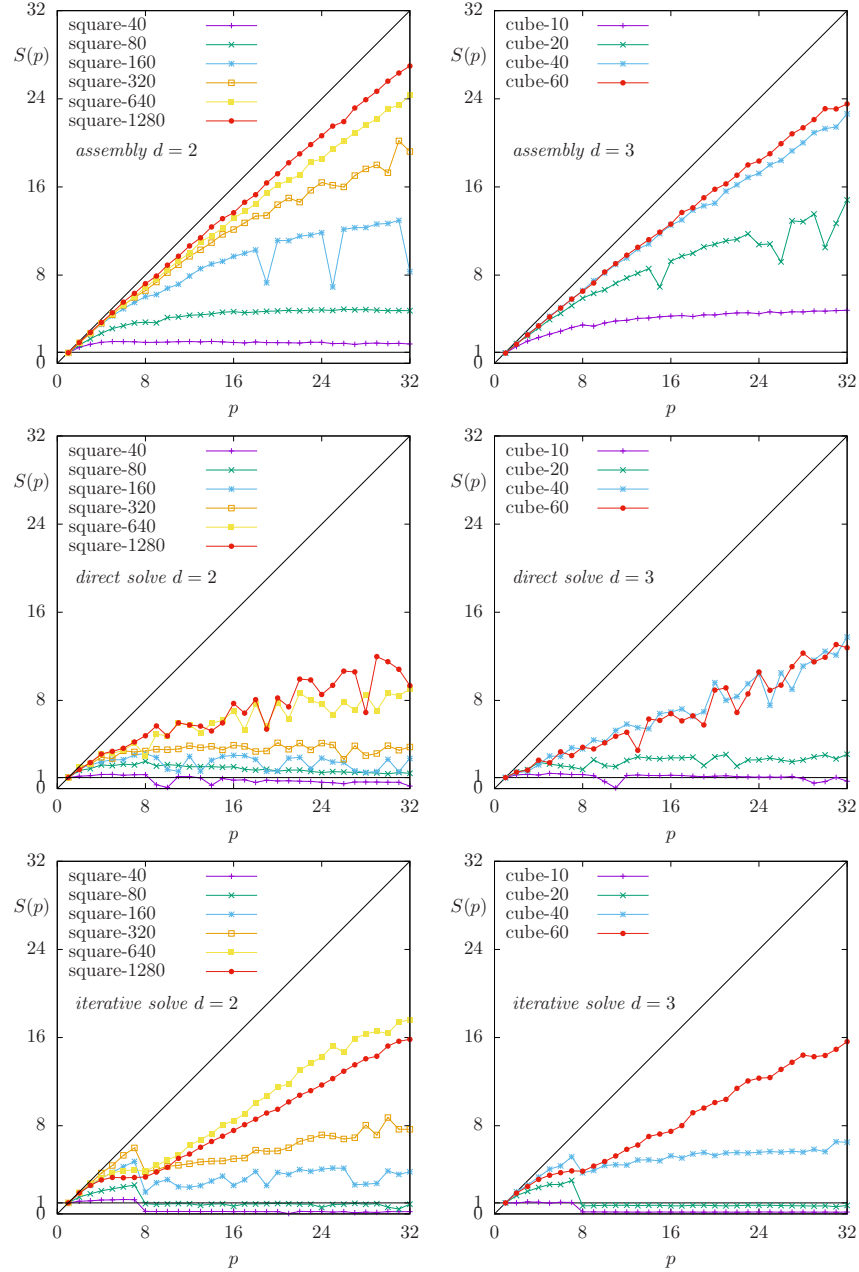 32
24
16
8
1
0
S(p)
square-40
square-80
square-160
square-320
square-640
square-1280
assembly d = 2
0
8
16
24
32
p
32
24
16
8
1
0
S(p)
cube-10
cube-20
cube-40
cube-60
assembly d = 3
0
8
16
24
32
p
32
24
16
8
1
0
S(p)
square-40
square-80
square-160
square-320
square-640
square-1280
direct solve d = 2
0
8
16
24
32
p
32
24
16
8
1
0
S(p)
cube-10
cube-20
cube-40
cube-60
direct solve d = 3
0
8
16
24
32
p
32
24
16
8
1
0
S(p)
square-40
square-80
square-160
square-320
square-640
square-1280
iterative solve d = 2
0
8
16
24
32
p
32
24
16
8
1
0
S(p)
cube-10
cube-20
cube-40
cube-60
iterative solve d = 3
0
8
16
24
32
p